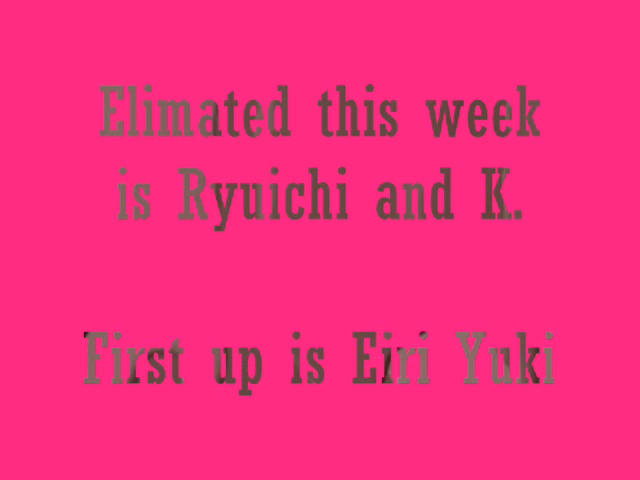 Elimated this week
is Ryuichi and K.
First up is Eiri Yuki